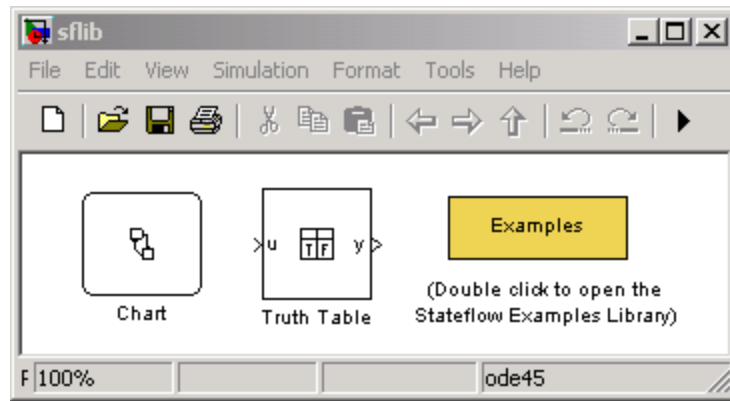 sflib
File Edit View Simulation Format Tools Help
u T F y
Examples
Chart
Truth Table
(Double click to open the
Stateflow Examples Library)
F 100% ode45